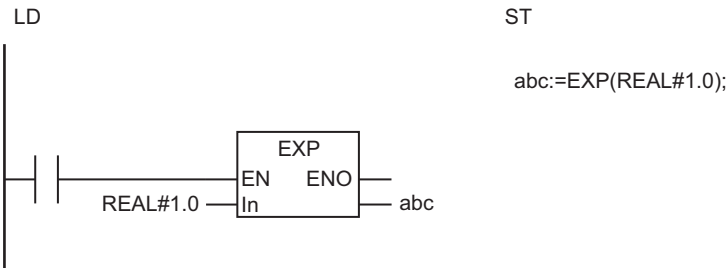 LD
ST
abc:=EXP(REAL#1.0);
EXP
EN ENO
REAL#1.0 In abc